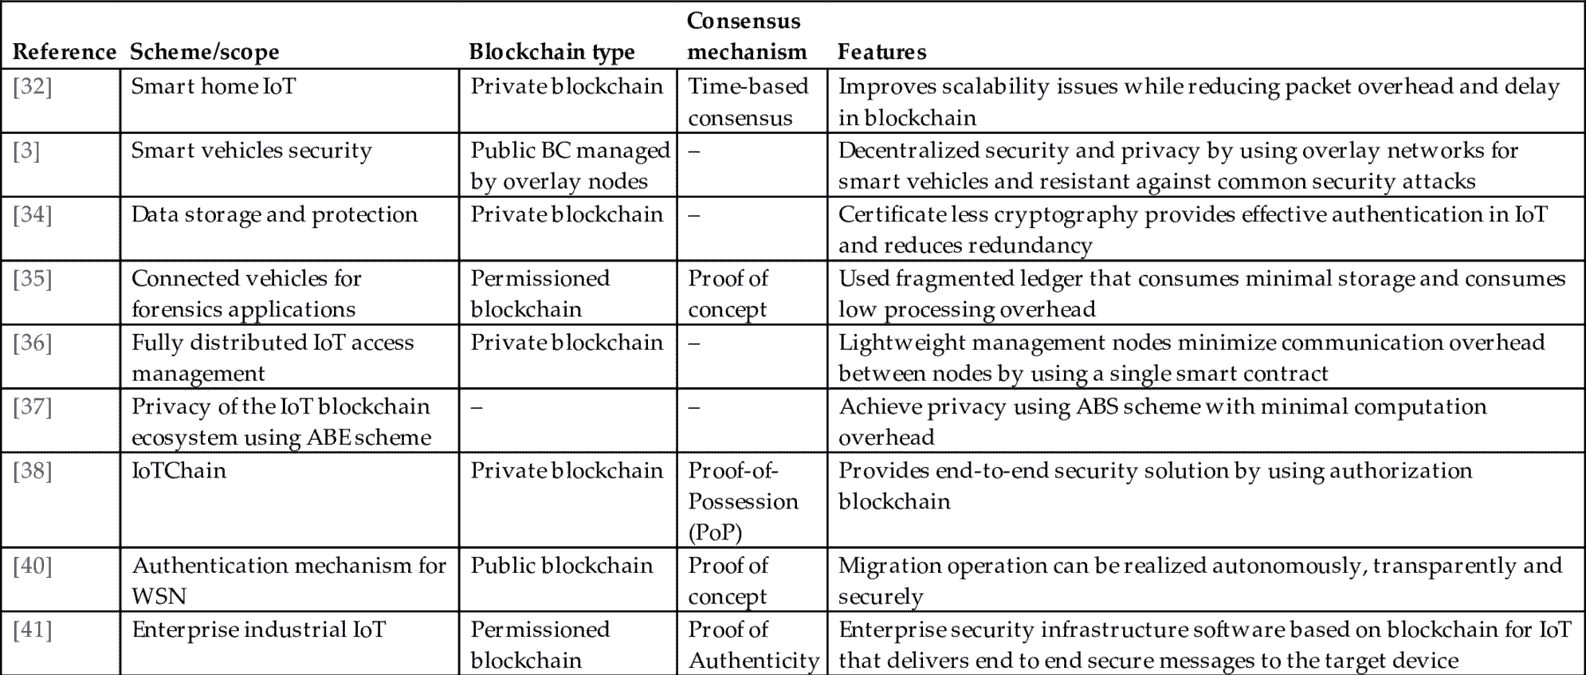 Reference Scheme/scope Blockchain type Consensus mechanism Features
[32] Smart home IoT Private blockchain Time-based consensus Improves scalability issues while reducing packet overhead and delay in blockchain
[3] Smart vehicles security Public BC managed by overlay nodes – Decentralized security and privacy by using overlay networks for smart vehicles and resistant against common security attacks
[34] Data storage and protection Private blockchain – Certificate less cryptography provides effective authentication in IoT and reduces redundancy
[35] Connected vehicles for forensics applications Permissioned blockchain Proof of concept Used fragmented ledger that consumes minimal storage and consumes low processing overhead
[36] Fully distributed IoT access management Private blockchain – Lightweight management nodes minimize communication overhead between nodes by using a single smart contract
[37] Privacy of the IoT blockchain ecosystem using ABE scheme – – Achieve privacy using ABS scheme with minimal computation overhead
[38] IoTChain Private blockchain Proof-of-Possession (PoP) Provides end-to-end security solution by using authorization blockchain
[40] Authentication mechanism for WSN Public blockchain Proof of concept Migration operation can be realized autonomously, transparently and securely
[41] Enterprise industrial IoT Permissioned blockchain Proof of Authenticity Enterprise security infrastructure software based on blockchain for IoT that delivers end to end secure messages to the target device